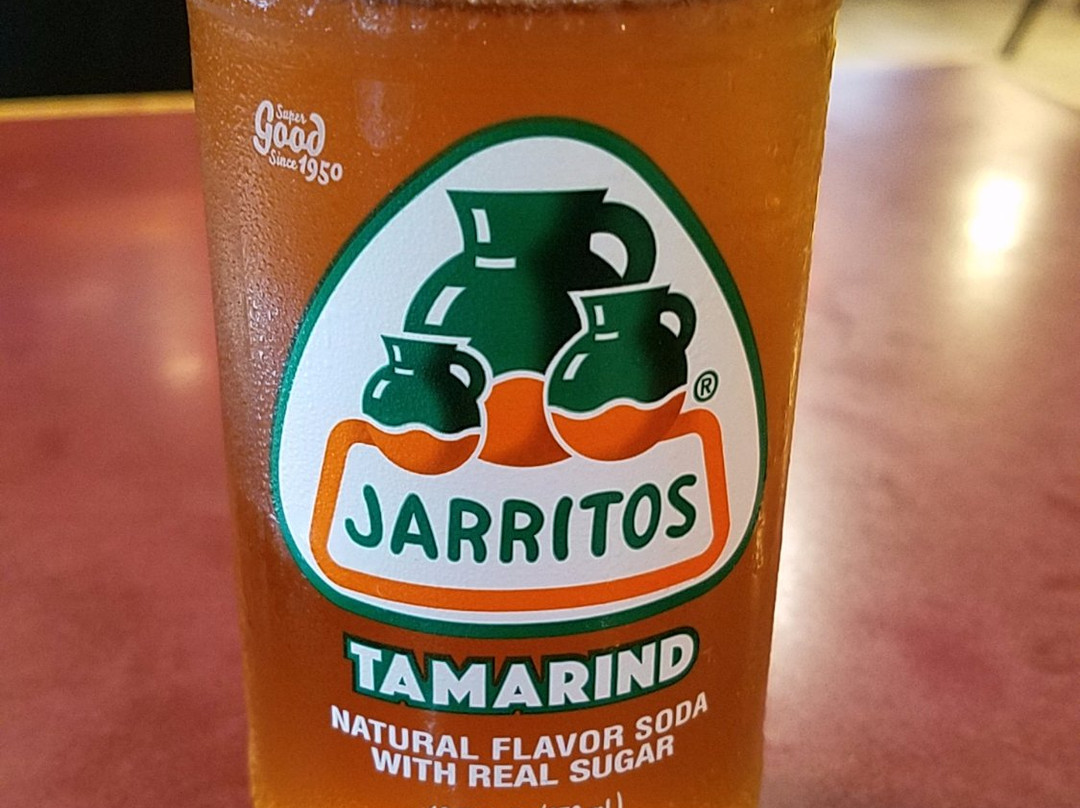 Super
Good
Since 1950
®
JARRITOS
TAMARIND
NATURAL FLAVOR SODA
WITH REAL SUGAR